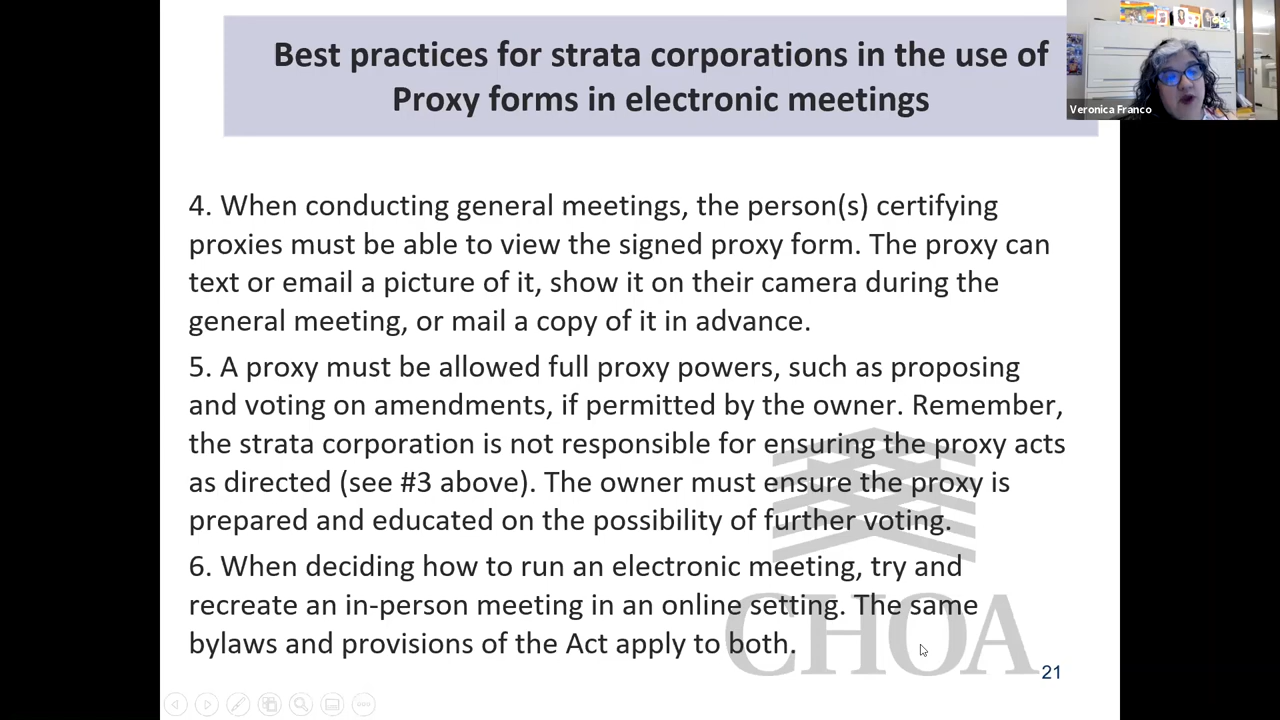 Best practices for strata corporations in the use of
Proxy forms in electronic meetings
Veronica Franco
4. When conducting general meetings, the person(s) certifying
proxies must be able to view the signed proxy form. The proxy can
text or email a picture of it, show it on their camera during the
general meeting, or mail a copy of it in advance.
5. A proxy must be allowed full proxy powers, such as proposing
and voting on amendments, if permitted by the owner. Remember,
the strata corporation is not responsible for ensuring the proxy acts
as directed (see #3 above). The owner must ensure the proxy is
prepared and educated on the possibility of further voting.
6. When deciding how to run an electronic meeting, try and
recreate an in-person meeting in an online setting. The same
bylaws and provisions of the Act apply to both.
CHOA
21